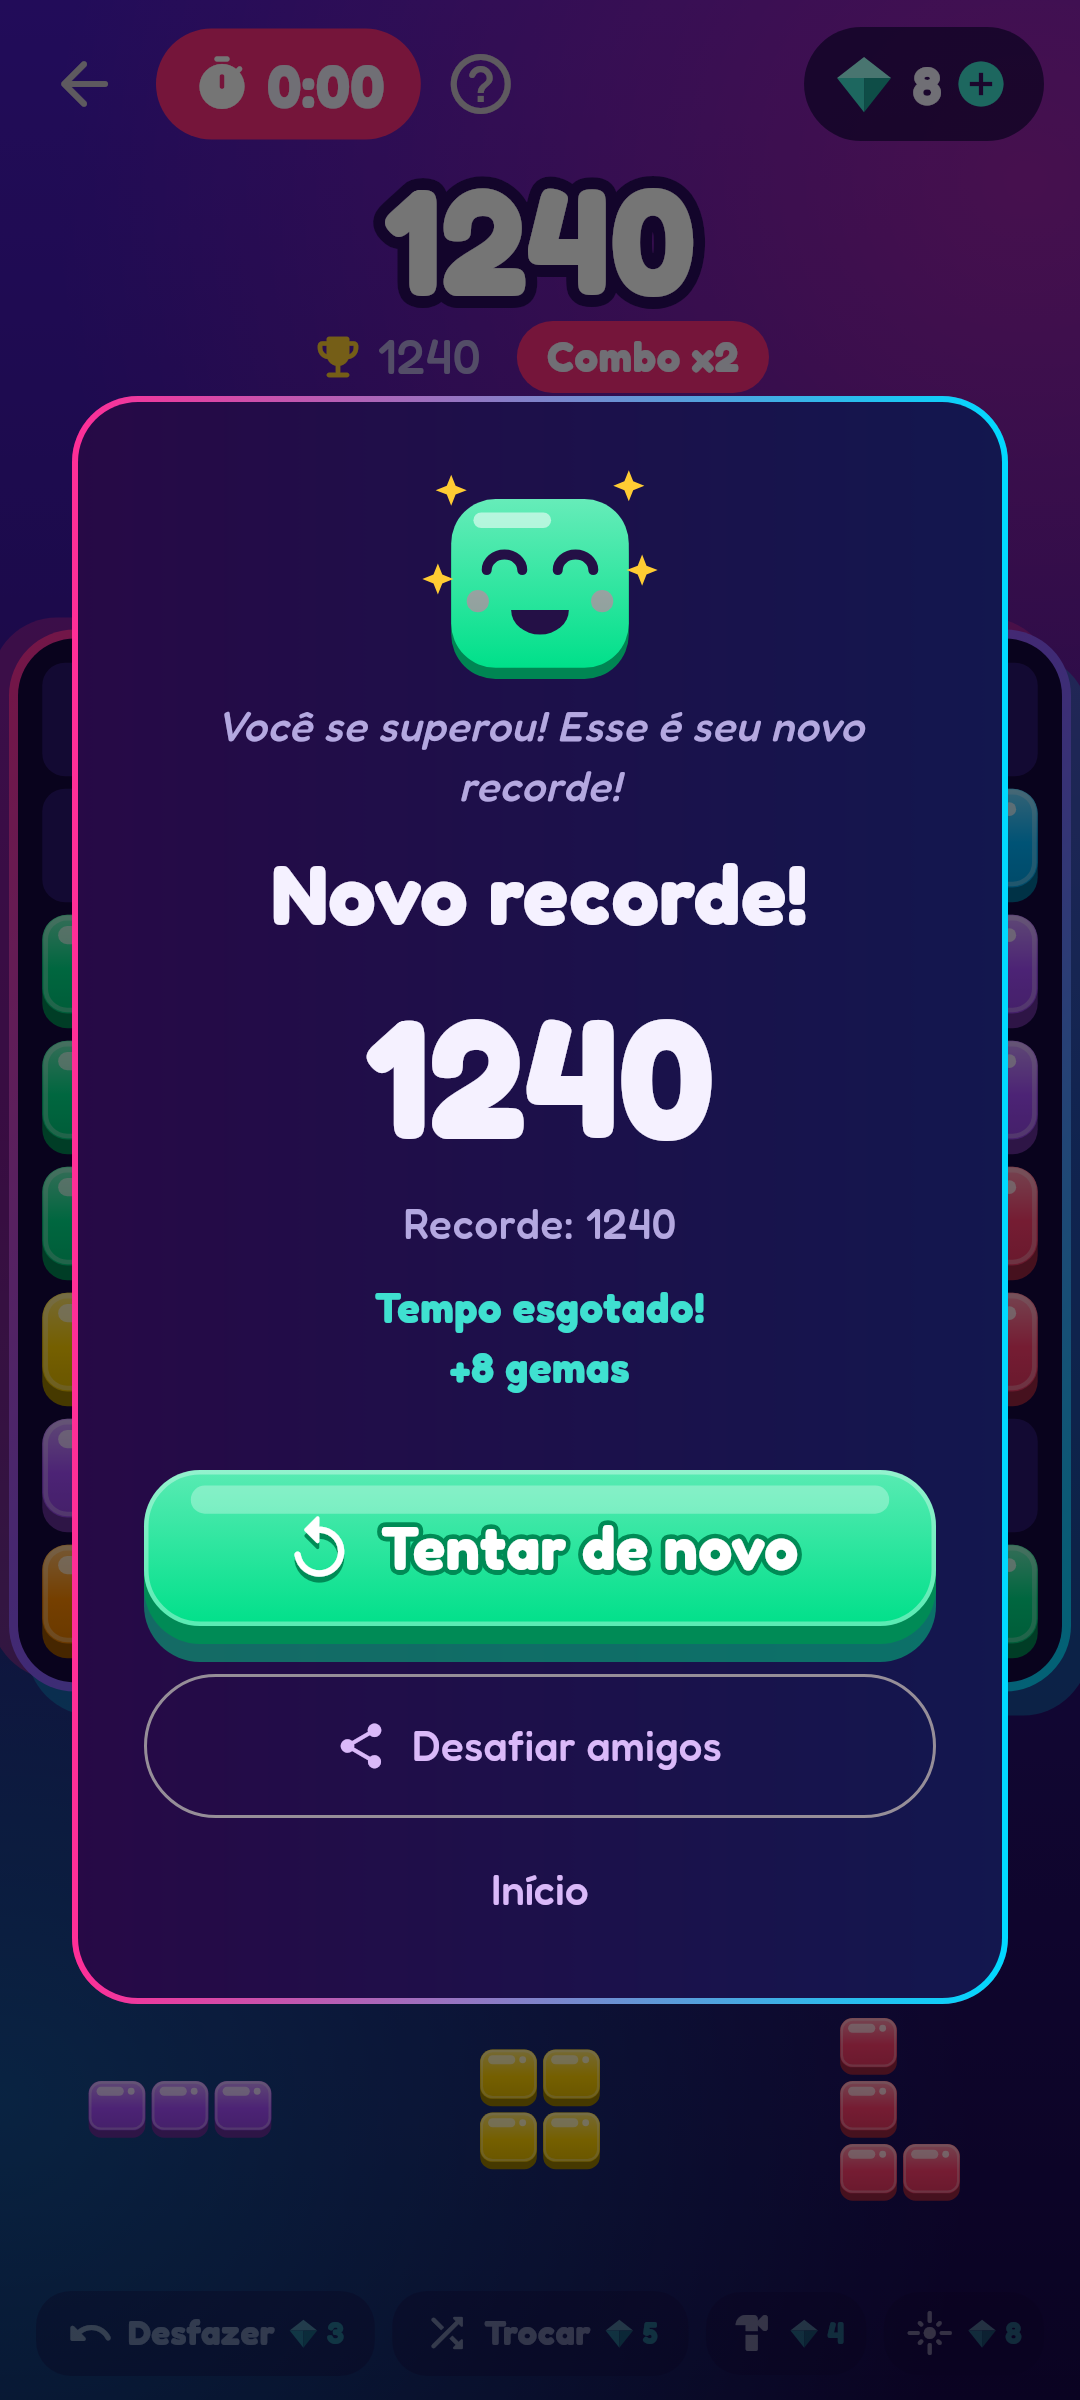 0:00
8
1240
1240
Combo x2
Você se superou! Esse é seu novo
recorde!
Novo recorde!
1240
Recorde: 1240
Tempo esgotado!
+8 gemas
Tentar de novo
Desafiar amigos
Início
Desfazer 3
Trocar 5
4
8